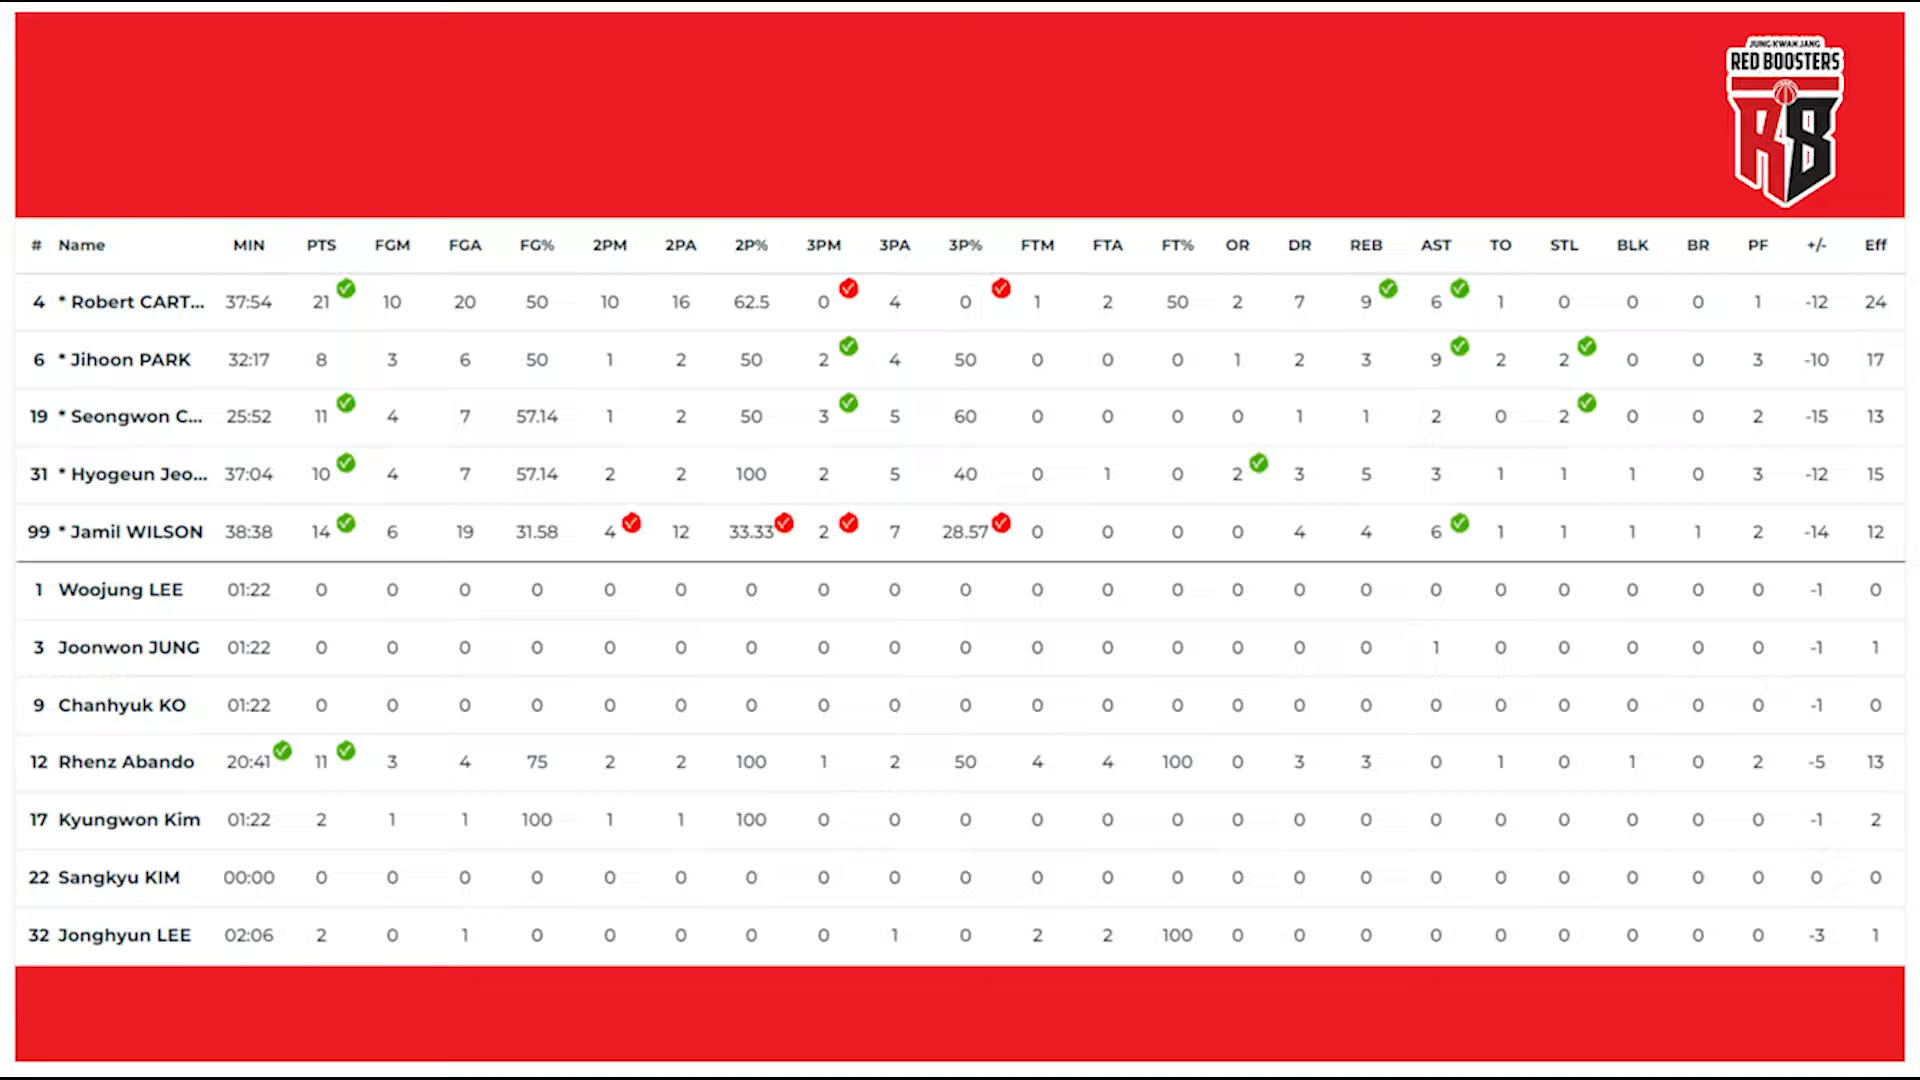 JUNG KWAN JANG
RED BOOSTERS
RB
# Name MIN PTS FGM FGA FG% 2PM 2PA 2P% 3PM 3PA 3P% FTM FTA FT% OR DR REB AST TO STL BLK BR PF +/- Eff
4 * Robert CART... 37:54 21 10 20 50 10 16 62.5 0 4 0 1 2 50 2 7 9 6 1 0 0 0 1 -12 24
6 * Jihoon PARK 32:17 8 3 6 50 1 2 50 2 4 50 0 0 0 1 2 3 9 2 2 0 0 3 -10 17
19 * Seongwon C... 25:52 11 4 7 57.14 1 2 50 3 5 60 0 0 0 0 1 1 2 0 2 0 0 2 -15 13
31 * Hyogeun Jeo... 37:04 10 4 7 57.14 2 2 100 2 5 40 0 1 0 2 3 5 3 1 1 1 0 3 -12 15
99 * Jamil WILSON 38:38 14 6 19 31.58 4 12 33.33 2 7 28.57 0 0 0 0 4 4 6 1 1 1 1 2 -14 12
1 Woojung LEE 01:22 0 0 0 0 0 0 0 0 0 0 0 0 0 0 0 0 0 0 0 0 0 0 -1 0
3 Joonwon JUNG 01:22 0 0 0 0 0 0 0 0 0 0 0 0 0 0 0 0 1 0 0 0 0 0 -1 1
9 Chanhyuk KO 01:22 0 0 0 0 0 0 0 0 0 0 0 0 0 0 0 0 0 0 0 0 0 0 -1 0
12 Rhenz Abando 20:41 11 3 4 75 2 2 100 1 2 50 4 4 100 0 3 3 0 1 0 1 0 2 -5 13
17 Kyungwon Kim 01:22 2 1 1 100 1 1 100 0 0 0 0 0 0 0 0 0 0 0 0 0 0 0 -1 2
22 Sangkyu KIM 00:00 0 0 0 0 0 0 0 0 0 0 0 0 0 0 0 0 0 0 0 0 0 0 0 0
32 Jonghyun LEE 02:06 2 0 1 0 0 0 0 0 1 0 2 2 100 0 0 0 0 0 0 0 0 0 -3 1